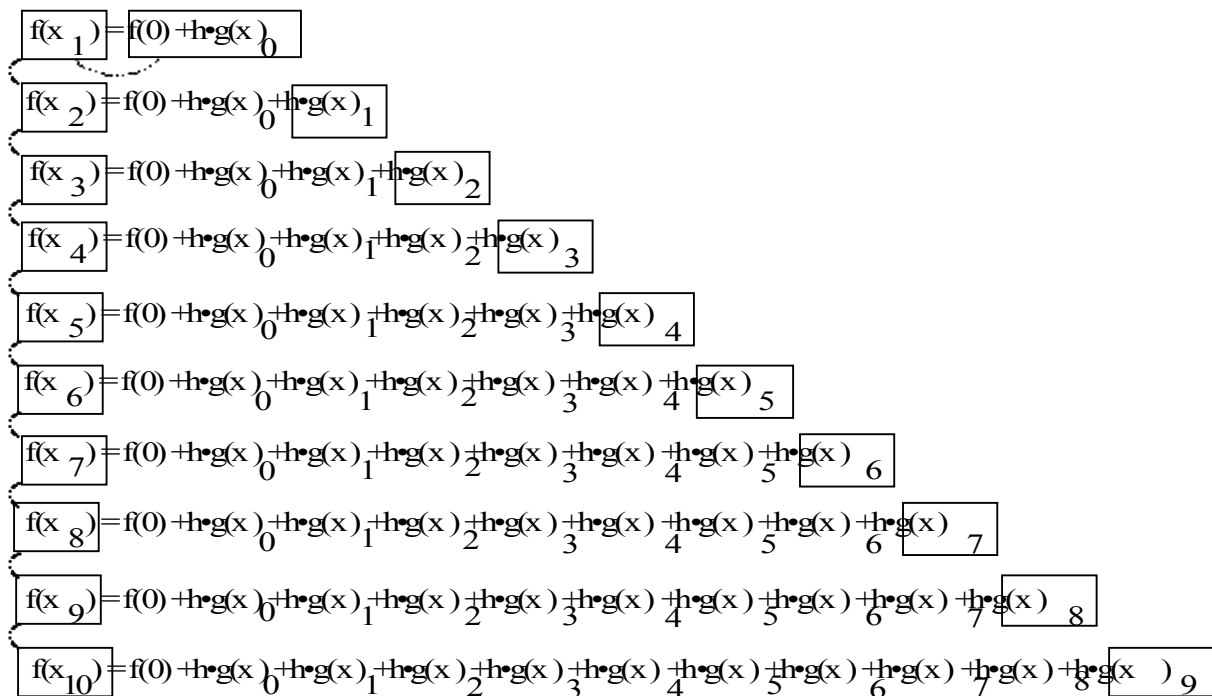 f(x₁)=f(0)+h•g(x)₀
f(x₂)=f(0)+h•g(x)₀+h•g(x)₁
f(x₃)=f(0)+h•g(x)₀+h•g(x)₁+h•g(x)₂
f(x₄)=f(0)+h•g(x)₀+h•g(x)₁+h•g(x)₂+h•g(x)₃
f(x₅)=f(0)+h•g(x)₀+h•g(x)₁+h•g(x)₂+h•g(x)₃+h•g(x)₄
f(x₆)=f(0)+h•g(x)₀+h•g(x)₁+h•g(x)₂+h•g(x)₃+h•g(x)₄+h•g(x)₅
f(x₇)=f(0)+h•g(x)₀+h•g(x)₁+h•g(x)₂+h•g(x)₃+h•g(x)₄+h•g(x)₅+h•g(x)₆
f(x₈)=f(0)+h•g(x)₀+h•g(x)₁+h•g(x)₂+h•g(x)₃+h•g(x)₄+h•g(x)₅+h•g(x)₆+h•g(x)₇
f(x₉)=f(0)+h•g(x)₀+h•g(x)₁+h•g(x)₂+h•g(x)₃+h•g(x)₄+h•g(x)₅+h•g(x)₆+h•g(x)₇+h•g(x)₈
f(x₁₀)=f(0)+h•g(x)₀+h•g(x)₁+h•g(x)₂+h•g(x)₃+h•g(x)₄+h•g(x)₅+h•g(x)₆+h•g(x)₇+h•g(x)₈+h•g(x)₉